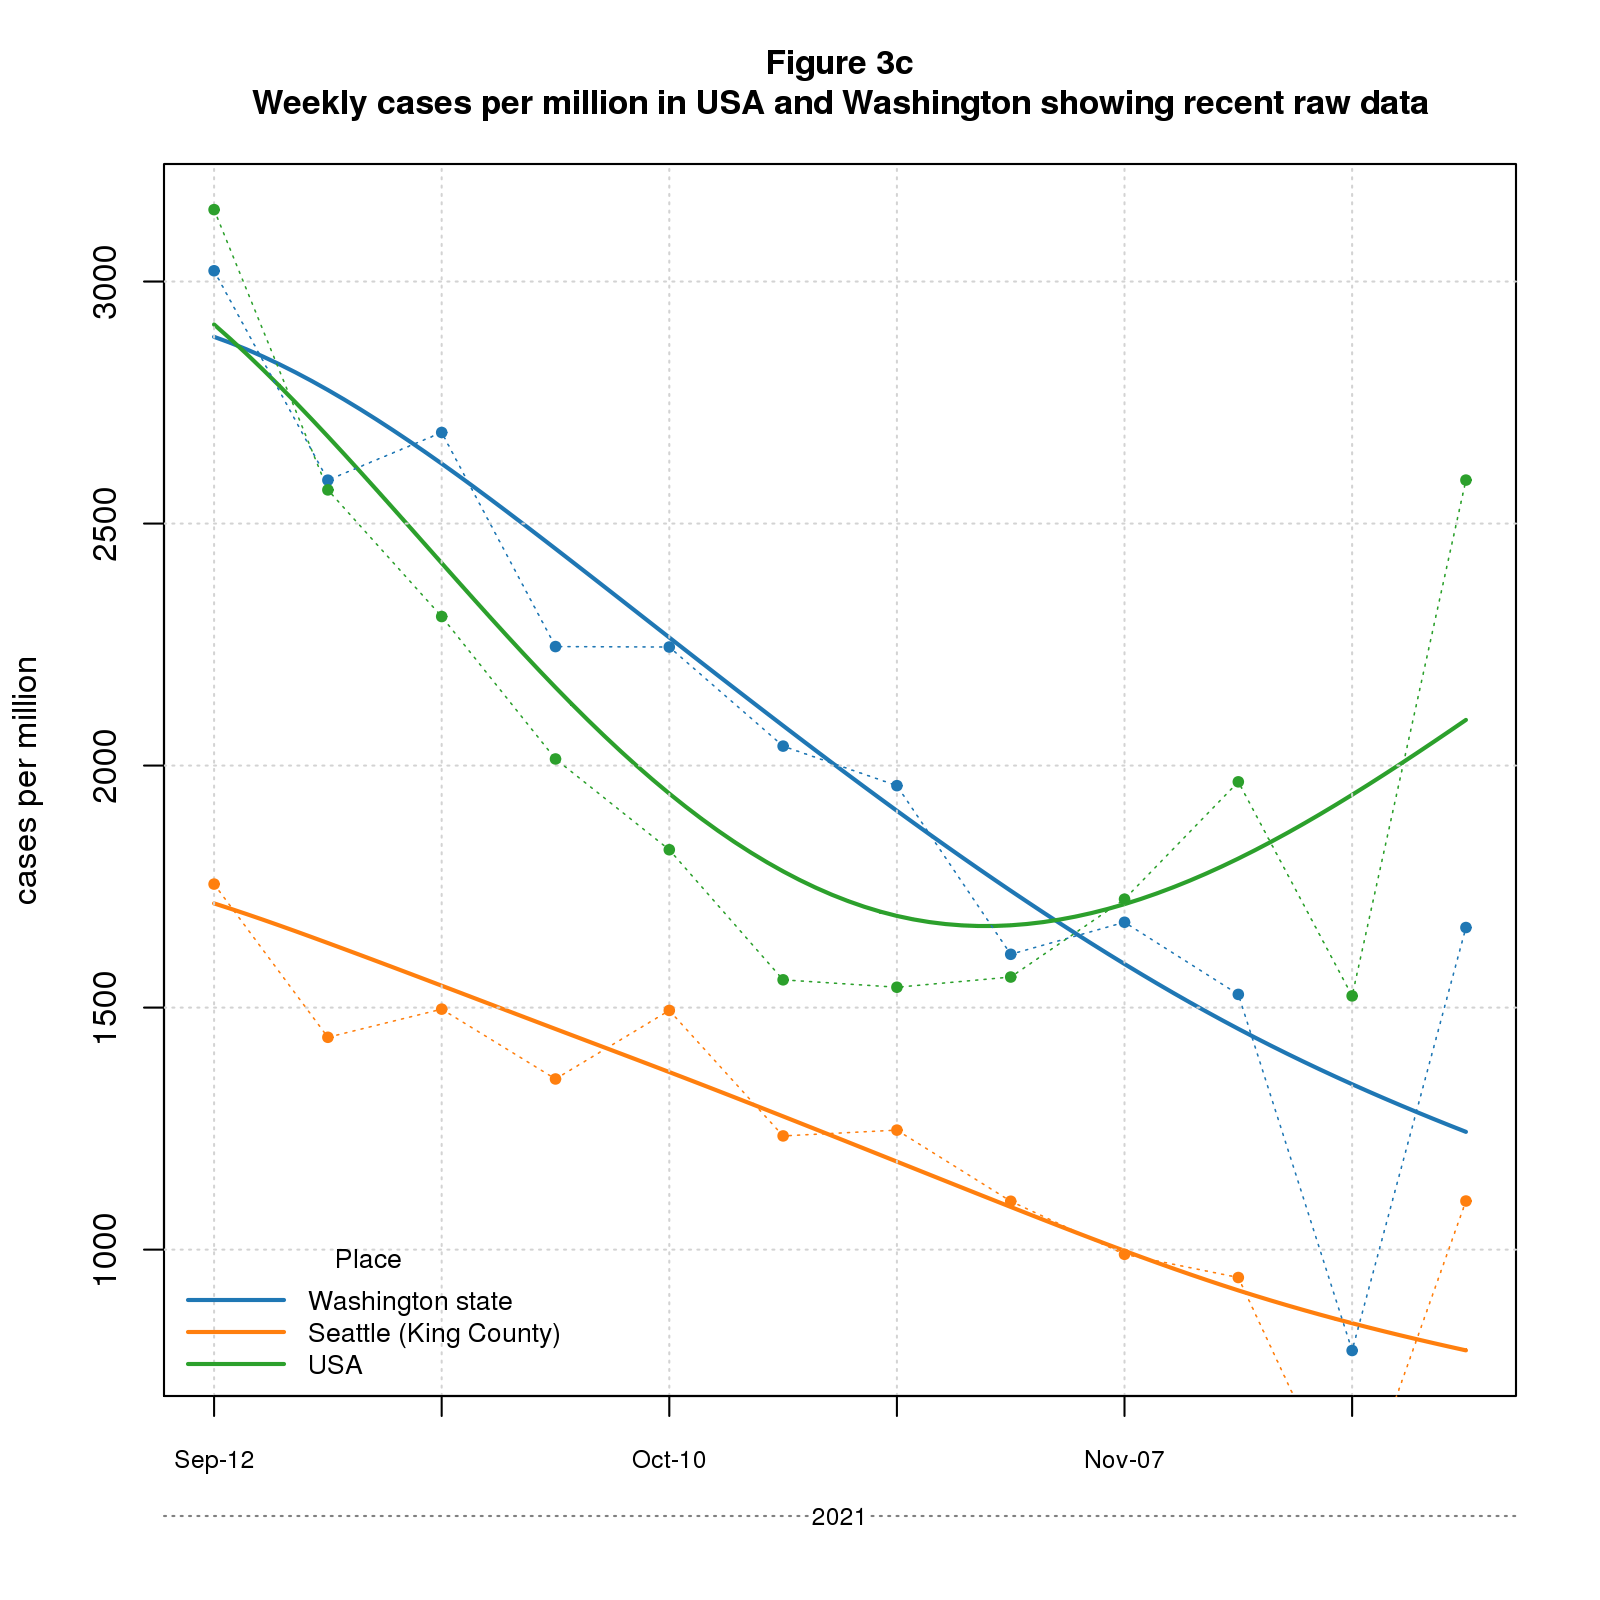 Figure 3c
Weekly cases per million in USA and Washington showing recent raw data
cases per million
3000
2500
2000
1500
1000
Place
Washington state
Seattle (King County)
USA
Sep-12
Oct-10
Nov-07
2021